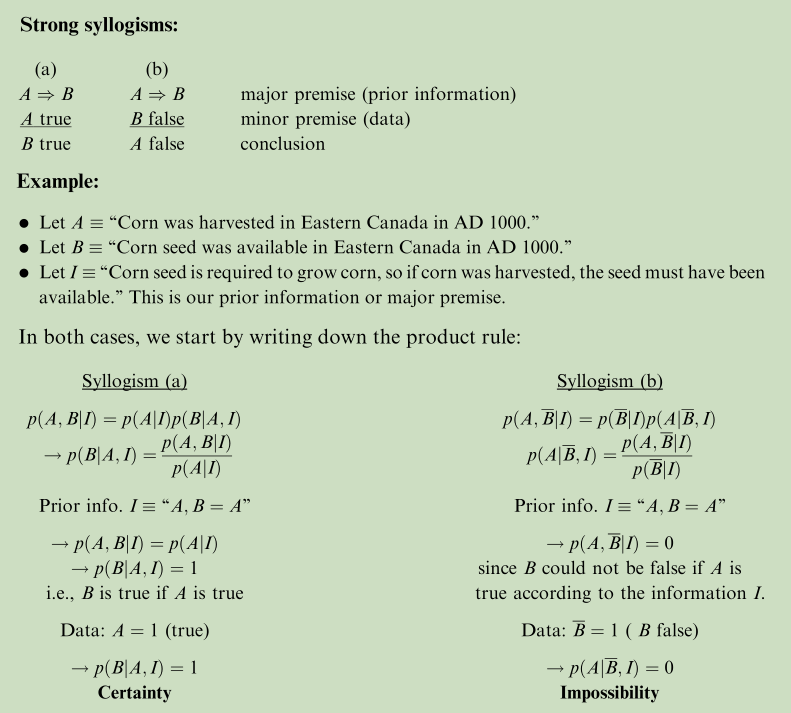 Strong syllogisms:
(a) (b)
A ⇒ B A ⇒ B major premise (prior information)
A true B false minor premise (data)
B true A false conclusion
Example:
• Let A ≡ “Corn was harvested in Eastern Canada in AD 1000.”
• Let B ≡ “Corn seed was available in Eastern Canada in AD 1000.”
• Let I ≡ “Corn seed is required to grow corn, so if corn was harvested, the seed must have been
available.” This is our prior information or major premise.
In both cases, we start by writing down the product rule:
Syllogism (a) Syllogism (b)
p(A, B|I) = p(A|I)p(B|A, I) p(A, B̅|I) = p(B̅|I)p(A|B̅, I)
→ p(B|A, I) = p(A, B|I) / p(A|I) p(A|B̅, I) = p(A, B̅|I) / p(B̅|I)
Prior info. I ≡ “A, B = A” Prior info. I ≡ “A, B = A”
→ p(A, B|I) = p(A|I) → p(A, B̅|I) = 0
→ p(B|A, I) = 1 since B could not be false if A is
i.e., B is true if A is true true according to the information I.
Data: A = 1 (true) Data: B̅ = 1 ( B false)
→ p(B|A, I) = 1 → p(A|B̅, I) = 0
Certainty Impossibility